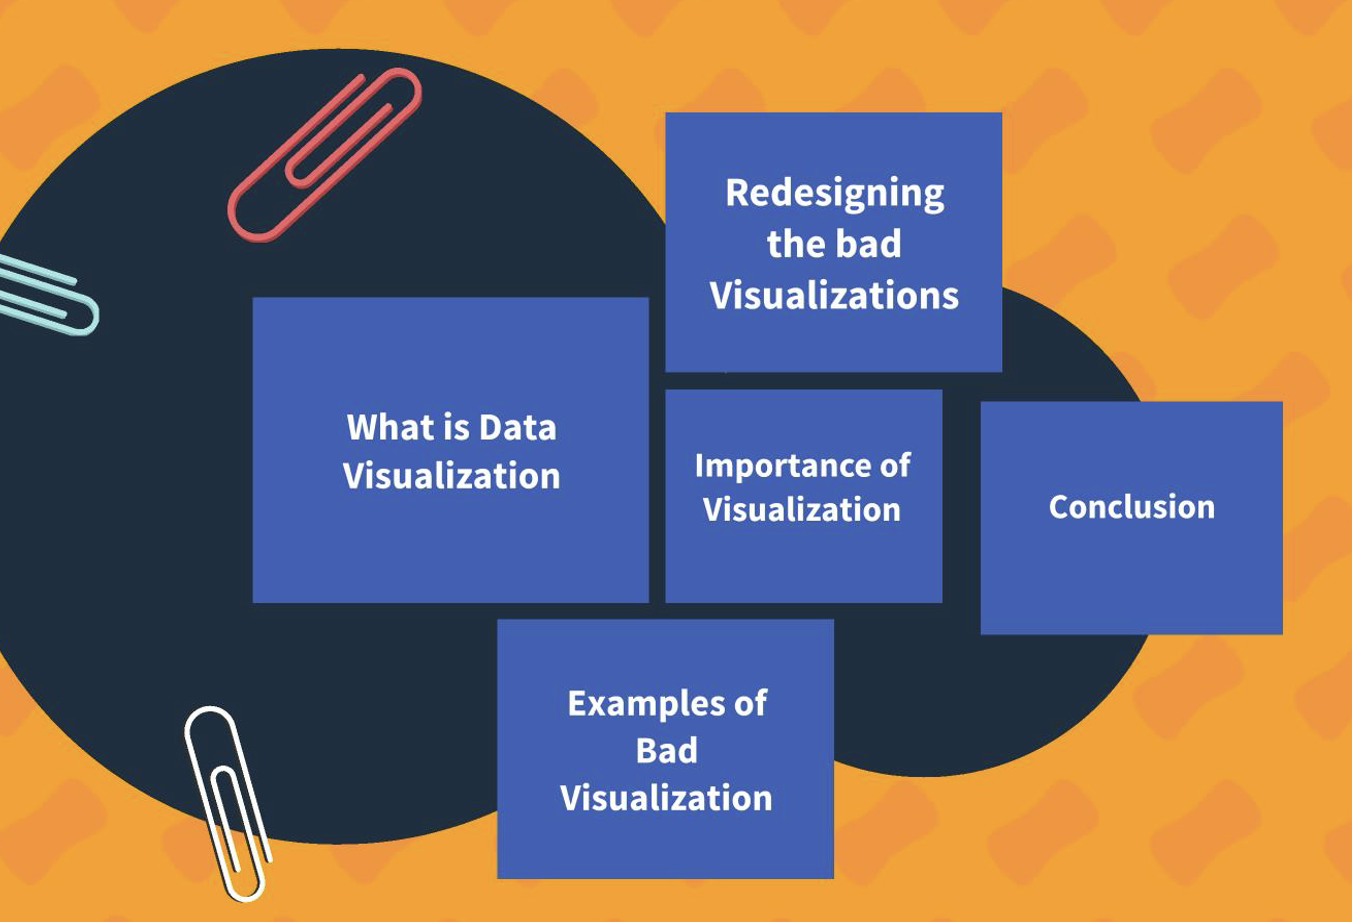 Redesigning
the bad
Visualizations
What is Data
Visualization
Importance of
Visualization
Conclusion
Examples of
Bad
Visualization